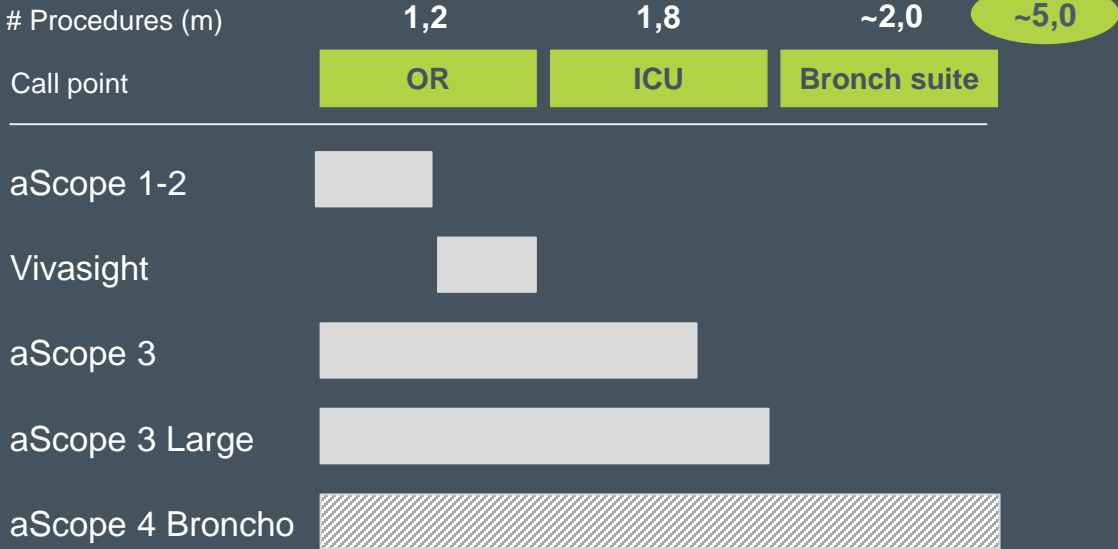 # Procedures (m) 1,2 1,8 ~2,0 ~5,0
Call point OR ICU Bronch suite
aScope 1-2
Vivasight
aScope 3
aScope 3 Large
aScope 4 Broncho